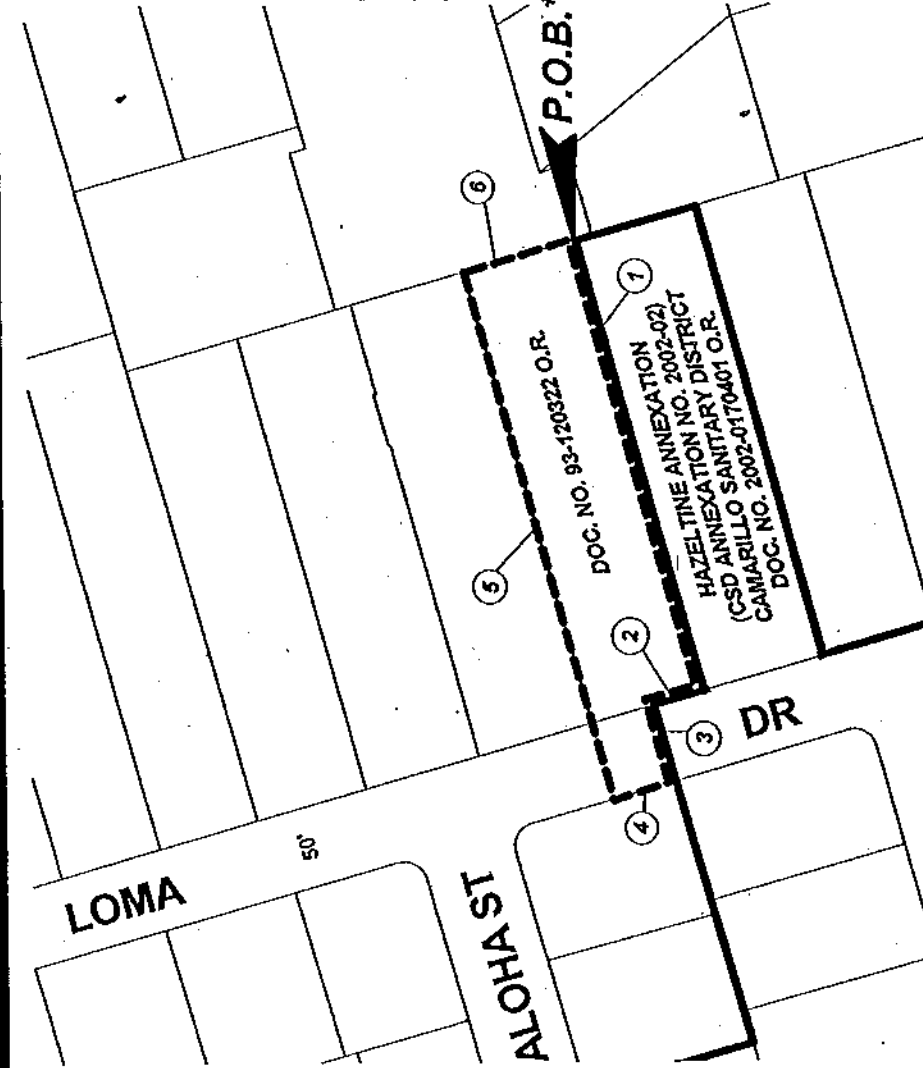 P.O.B.*
6
1
DOC. NO. 93-120322 O.R.
HAZELTINE ANNEXATION
(CSD ANNEXATION NO. 2002-02)
CAMARILLO SANITARY DISTRICT
DOC. NO. 2002-0170401 O.R.
5
2
3
DR
4
50'
LOMA
ALOHA ST